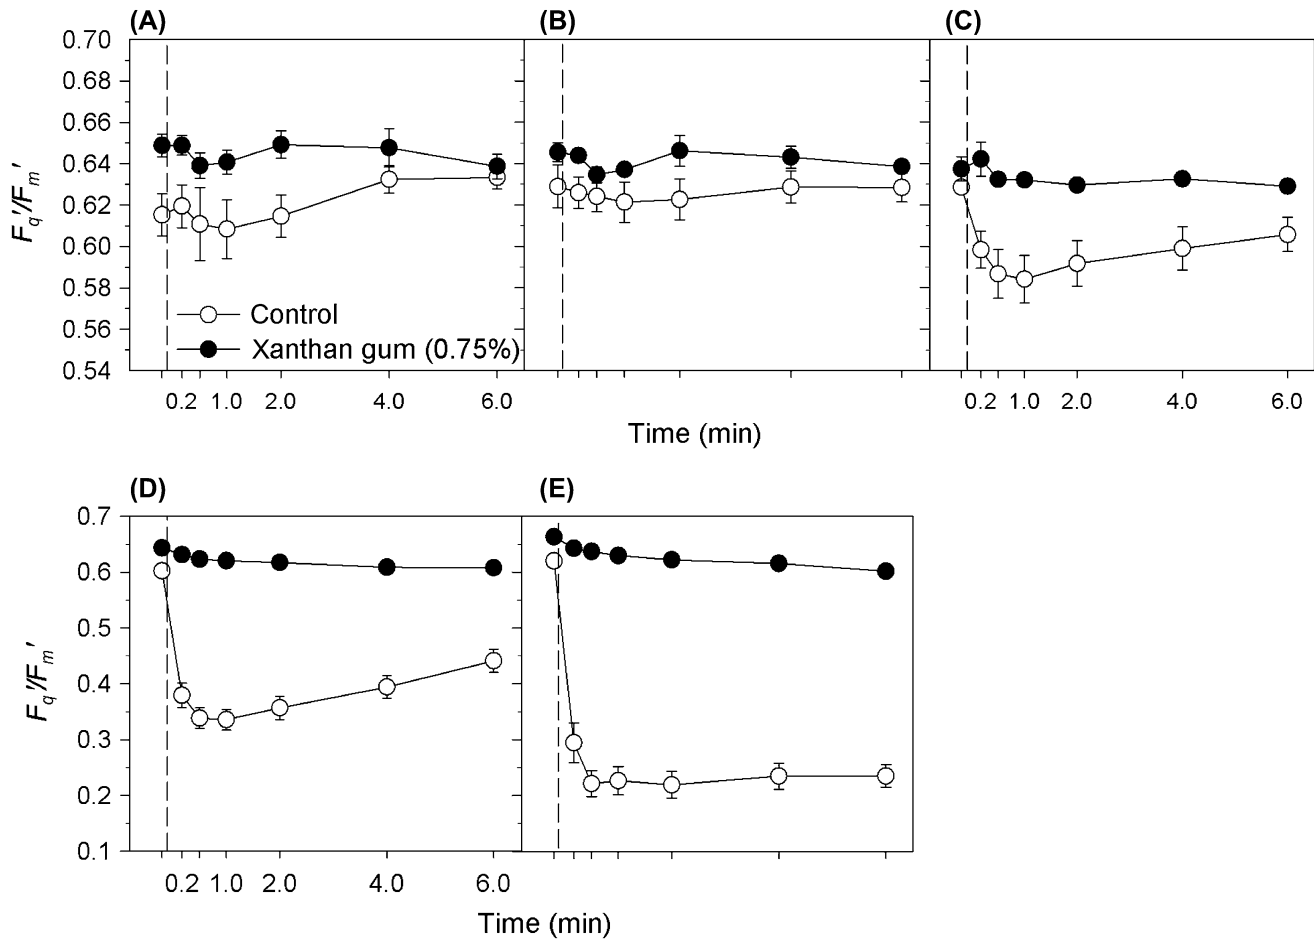 (A) (B) (C)
0.70
0.68
0.66
0.64
0.62
0.60
0.58
0.56
0.54
Fq′/Fm′
Control
Xanthan gum (0.75%)
0.2 1.0 2.0 4.0 6.0 0.2 1.0 2.0 4.0 6.0
Time (min)
(D) (E)
0.7
0.6
0.5
0.4
0.3
0.2
0.1
Fq′/Fm′
0.2 1.0 2.0 4.0 6.0
Time (min)